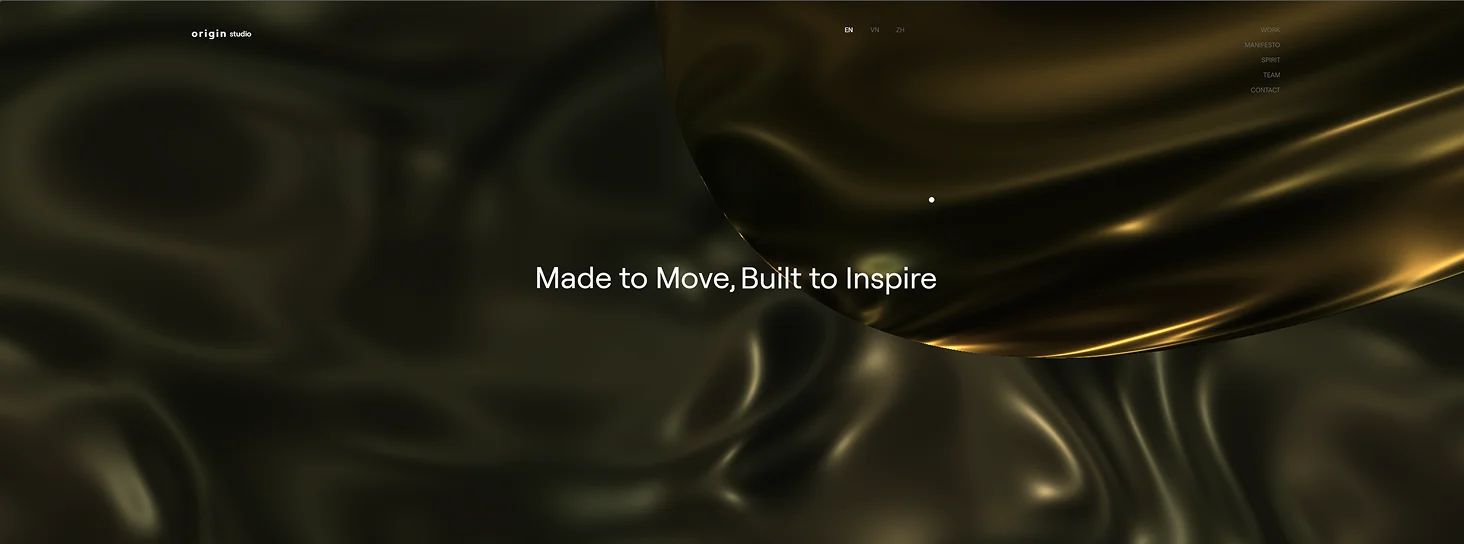 origin studio
EN VN ZH
WORK
MANIFESTO
SPIRIT
TEAM
CONTACT
Made to Move, Built to Inspire